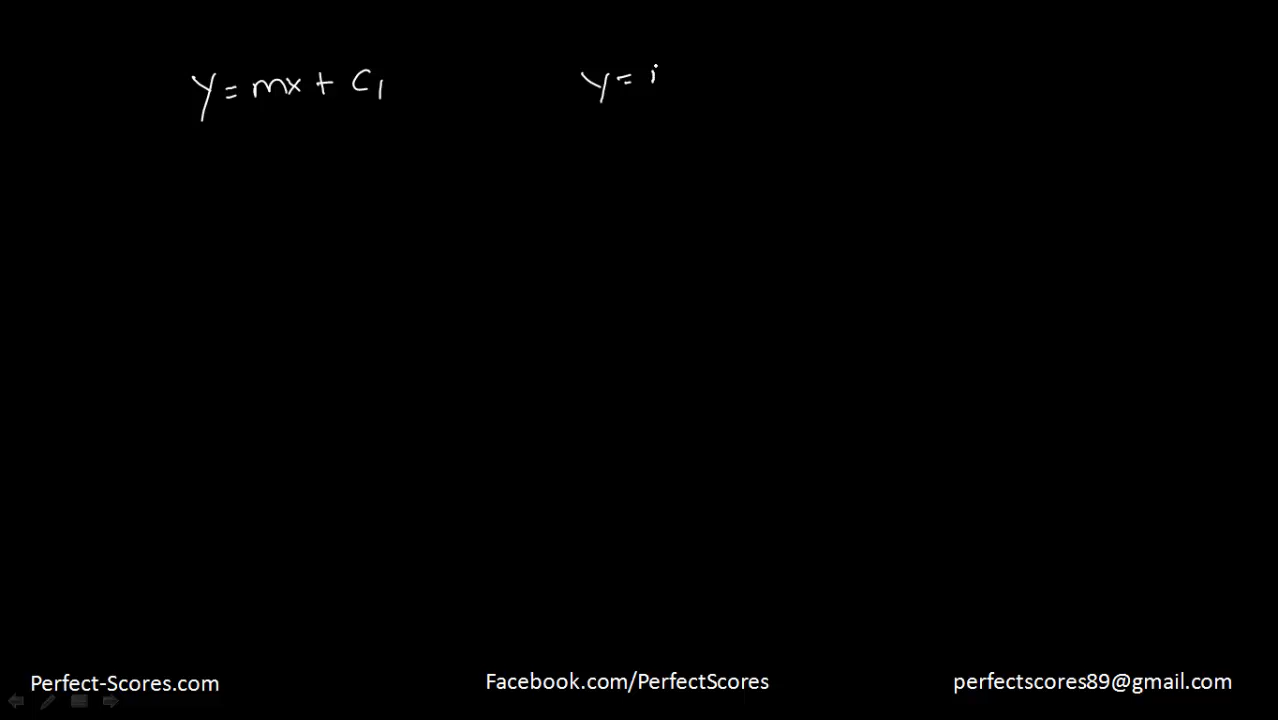 y = mx + c₁ y = i
Perfect-Scores.com Facebook.com/PerfectScores perfectscores89@gmail.com